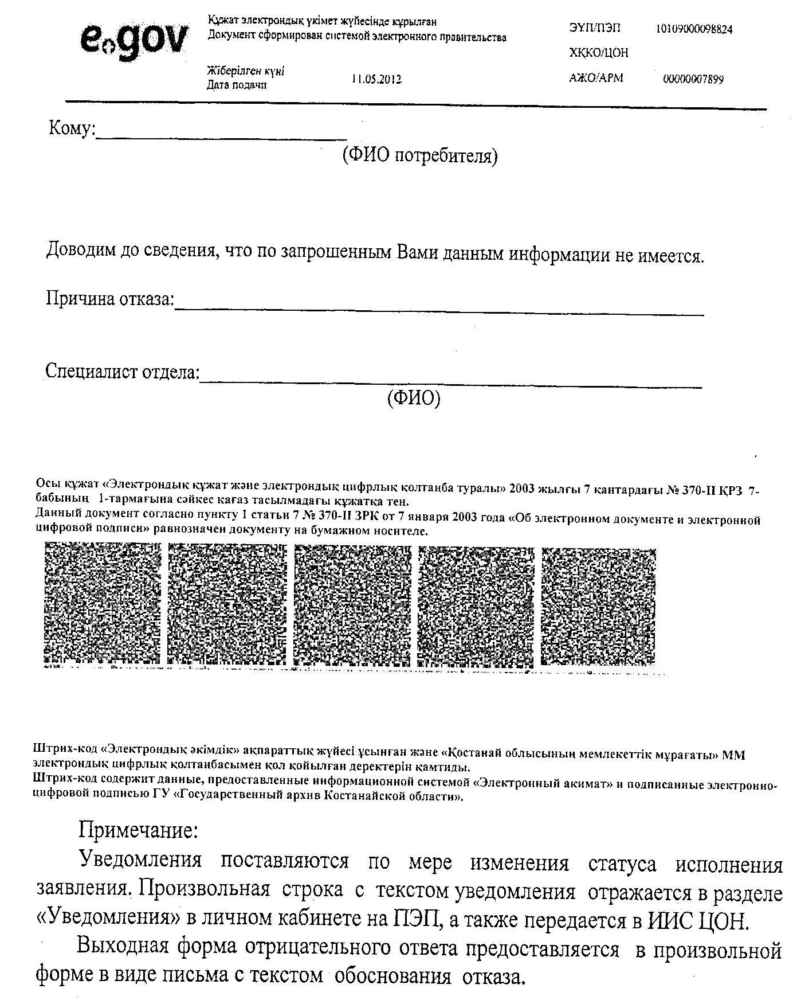 e.gov
Құжат электрондық үкімет жүйесінде құрылған
Документ сформирован системой электронного правительства
ЭҮП/ПЭП 10109000098824
ХҚКО/ЦОН
Жіберілген күні
Дата подачи
11.05.2012
АЖО/АРМ 00000007899
Кому:
(ФИО потребителя)
Доводим до сведения, что по запрошенным Вами данным информации не имеется.
Причина отказа:
Специалист отдела:
(ФИО)
Осы құжат «Электрондық құжат және электрондық цифрлық қолтаңба туралы» 2003 жылғы 7 қантардағы № 370-II ҚРЗ 7-
бабының 1-тармағына сәйкес қағаз тасылмадағы құжатқа тең.
Данный документ согласно пункту 1 статьи 7 № 370-II ЗРК от 7 января 2003 года «Об электронном документе и электронной
цифровой подписи» равнозначен документу на бумажном носителе.
Штрих-код «Электрондық әкімдік» ақпараттық жүйесі ұсынған және «Қостанай облысының мемлекеттік мұрағаты» ММ
электрондық цифрлық қолтаңбасымен қол қойылған деректерін қамтиды.
Штрих-код содержит данные, предоставленные информационной системой «Электронный акимат» и подписанные электронно-
цифровой подписью ГУ «Государственный архив Костанайской области».
Примечание:
Уведомления поставляются по мере изменения статуса исполнения
заявления. Произвольная строка с текстом уведомления отражается в разделе
«Уведомления» в личном кабинете на ПЭП, а также передается в ИИС ЦОН.
Выходная форма отрицательного ответа предоставляется в произвольной
форме в виде письма с текстом обоснования отказа.